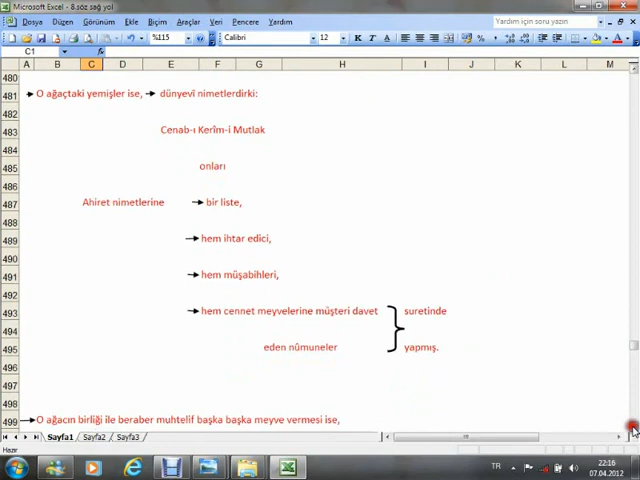 Microsoft Excel - 8.söz sağ yol
Dosya Düzen Görünüm Ekle Biçim Araçlar Veri Pencere Yardım
Yardım için soru yazın
%115 Calibri 12 K T A
C1 fx
A B C D E F G H I J K L M
480
481 O ağaçtaki yemişler ise, dünyevî nimetlerdirki:
482
483 Cenab-ı Kerîm-i Mutlak
484
485 onları
486
487 Ahiret nimetlerine bir liste,
488
489 hem ihtar edici,
490
491 hem müşabihleri,
492
493 hem cennet meyvelerine müşteri davet suretinde
494
495 eden nümuneler yapmış.
496
497
498
499 O ağacın birliği ile beraber muhtelif başka başka meyve vermesi ise,
Sayfa1 Sayfa2 Sayfa3
Hazır
TR 22:16
07.04.2012